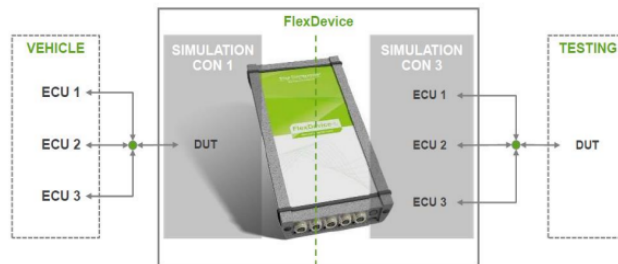 FlexDevice
VEHICLE
ECU 1
ECU 2
ECU 3
SIMULATION
CON 1
DUT
FlexDevice
SIMULATION
CON 3
ECU 1
ECU 2
ECU 3
TESTING
DUT